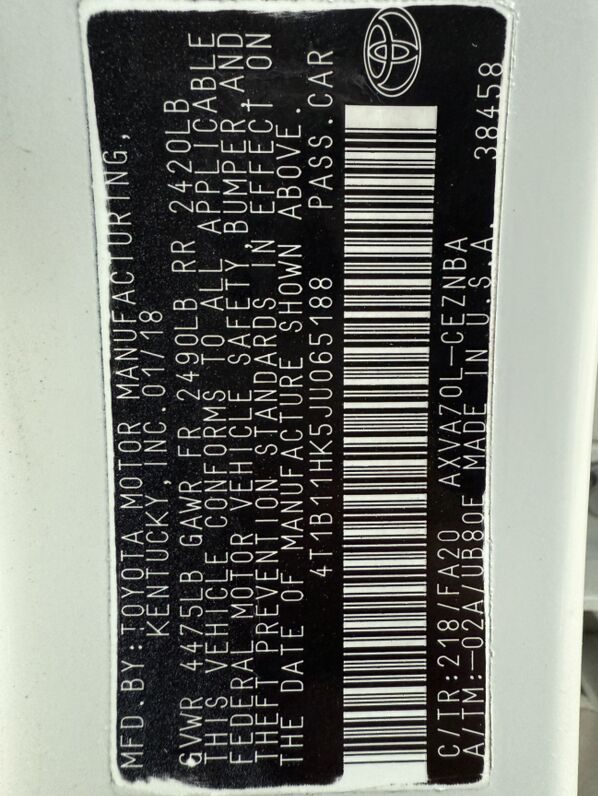 MFD.BY:TOYOTA MOTOR MANUFACTURING,
KENTUCKY,INC.01/18
GVWR 4475LB GAWR FR 2490LB RR 2420LB
THIS VEHICLE CONFORMS TO ALL APPLICABLE
FEDERAL MOTOR VEHICLE SAFETY,BUMPER,AND
THEFT PREVENTION STANDARDS IN EFFECT ON
THE DATE OF MANUFACTURE SHOWN ABOVE.
4T1B11HK5JU065188 PASS.CAR
C/TR:218/FA20 AXVA70L-CEZNBA
A/TM:-02A/UB80F MADE IN U.S.A. 38458